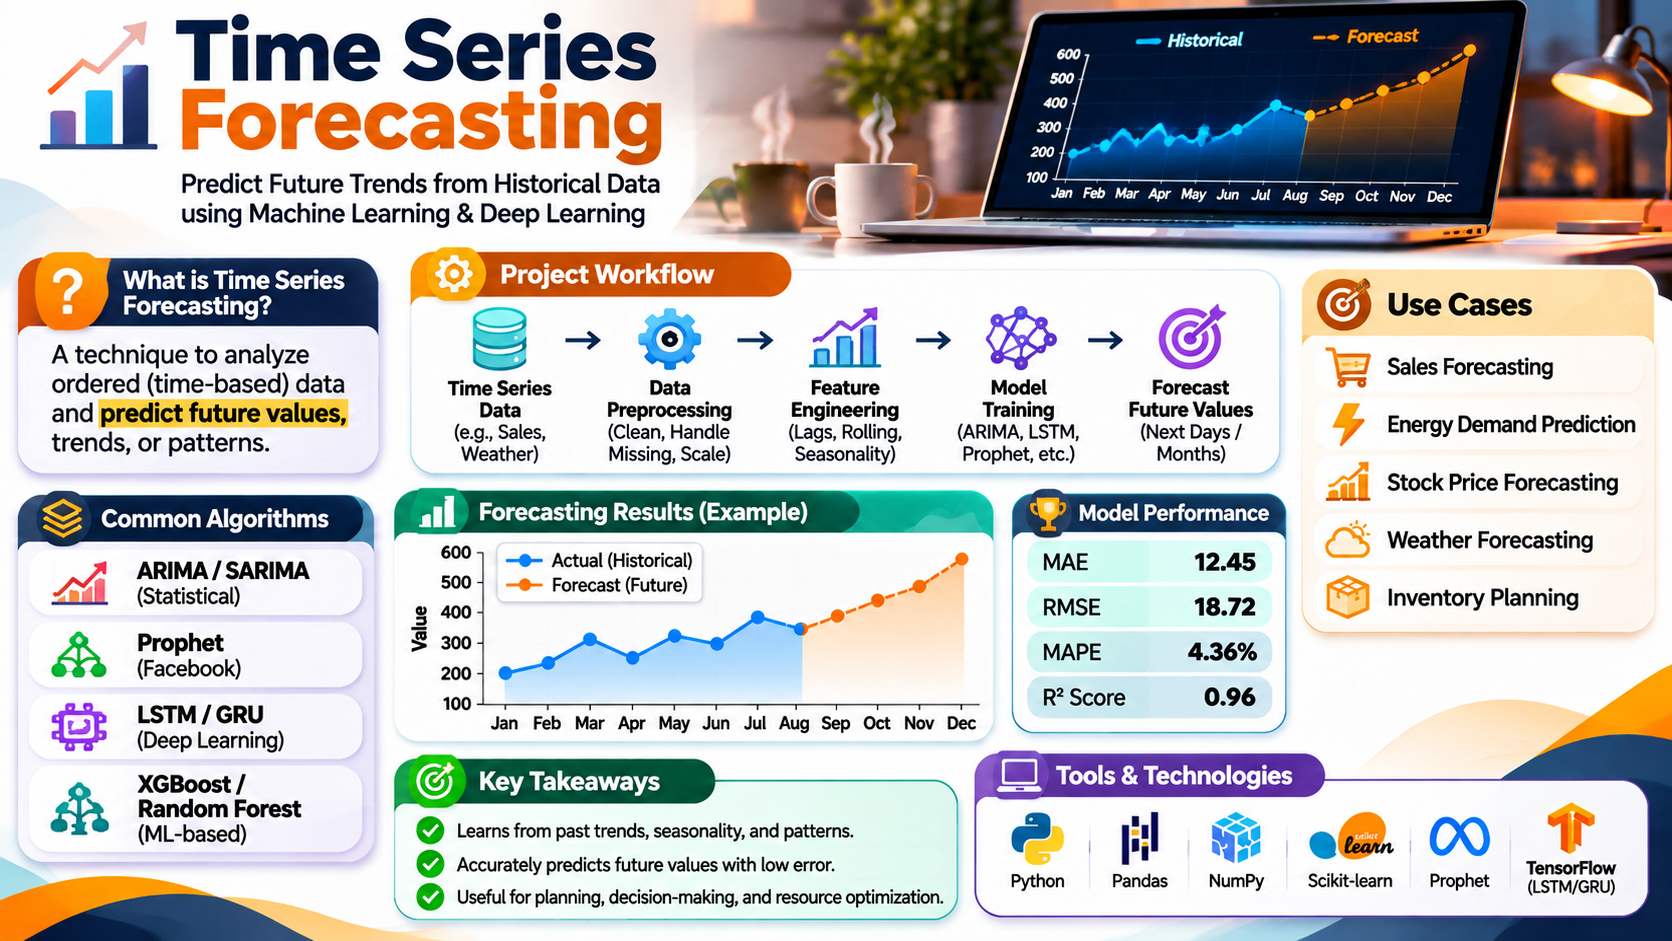 Time Series
Forecasting
Predict Future Trends from Historical Data
using Machine Learning & Deep Learning
Historical
Forecast
600
500
400
300
200
100
Jan Feb Mar Apr May Jun Jul Aug Sep Oct Nov Dec
?
What is Time Series
Forecasting?
A technique to analyze
ordered (time-based) data
and predict future values,
trends, or patterns.
Project Workflow
Time Series
Data
(e.g., Sales,
Weather)
Data
Preprocessing
(Clean, Handle
Missing, Scale)
Feature
Engineering
(Lags, Rolling,
Seasonality)
Model
Training
(ARIMA, LSTM,
Prophet, etc.)
Forecast
Future Values
(Next Days /
Months)
Use Cases
Sales Forecasting
Energy Demand Prediction
Stock Price Forecasting
Weather Forecasting
Inventory Planning
Common Algorithms
ARIMA / SARIMA
(Statistical)
Prophet
(Facebook)
LSTM / GRU
(Deep Learning)
XGBoost /
Random Forest
(ML-based)
Forecasting Results (Example)
Actual (Historical)
Forecast (Future)
Value
600
500
400
300
200
100
Jan Feb Mar Apr May Jun Jul Aug Sep Oct Nov Dec
Model Performance
MAE 12.45
RMSE 18.72
MAPE 4.36%
R² Score 0.96
Key Takeaways
Learns from past trends, seasonality, and patterns.
Accurately predicts future values with low error.
Useful for planning, decision-making, and resource optimization.
Tools & Technologies
Python
Pandas
NumPy
learn
Scikit-learn
Prophet
TensorFlow
(LSTM/GRU)